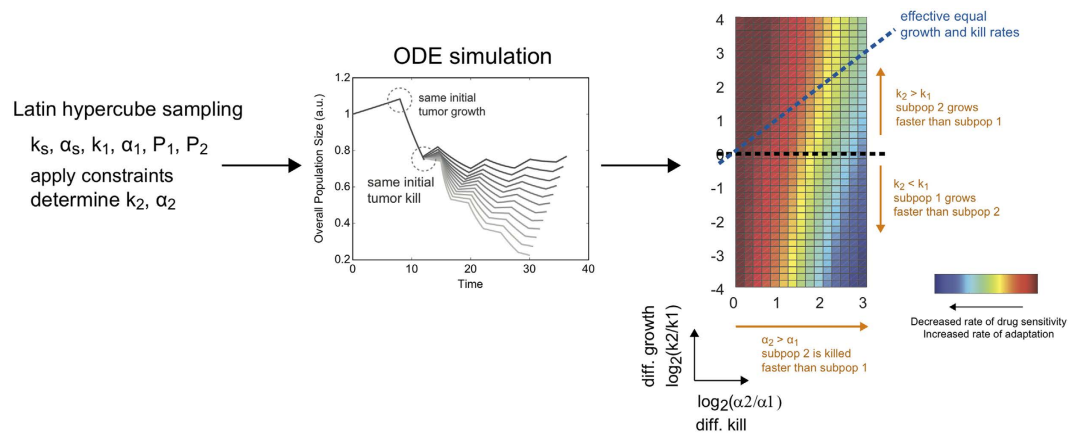 Latin hypercube sampling
kₛ, αₛ, k₁, α₁, P₁, P₂
apply constraints
determine k₂, α₂
ODE simulation
Overall Population Size (a.u.)
1.2
1
0.8
0.6
0.4
0.2
0
10
20
30
40
Time
same initial
tumor growth
same initial
tumor kill
4
3
2
1
0
-1
-2
-3
-4
0
1
2
3
effective equal
growth and kill rates
k₂ > k₁
subpop 2 grows
faster than subpop 1
k₂ < k₁
subpop 1 grows
faster than subpop 2
α₂ > α₁
subpop 2 is killed
faster than subpop 1
diff. growth
log₂(k2/k1)
log₂(α2/α1)
diff. kill
Decreased rate of drug sensitivity
Increased rate of adaptation